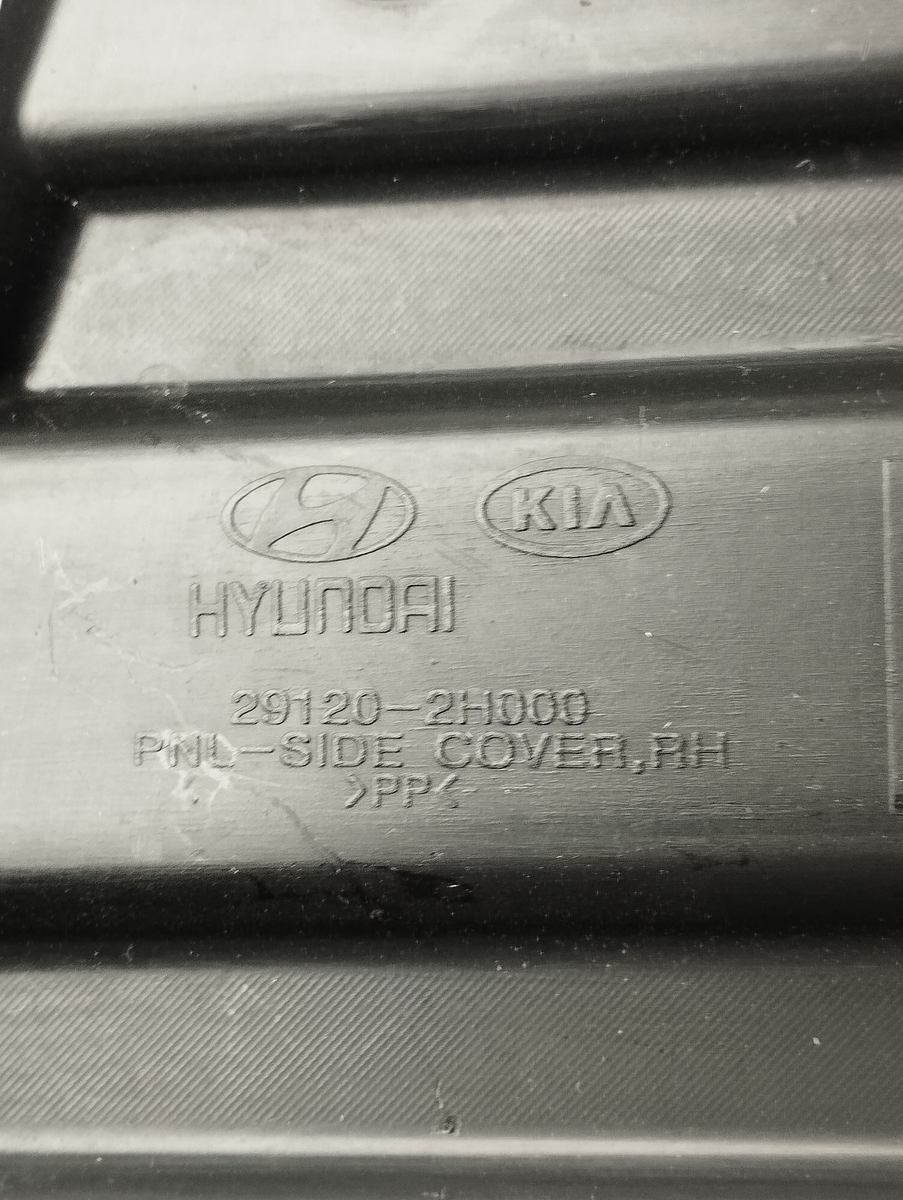 KIA
HYUNDAI
29120-2H000
PNL-SIDE COVER,RH
>PP<